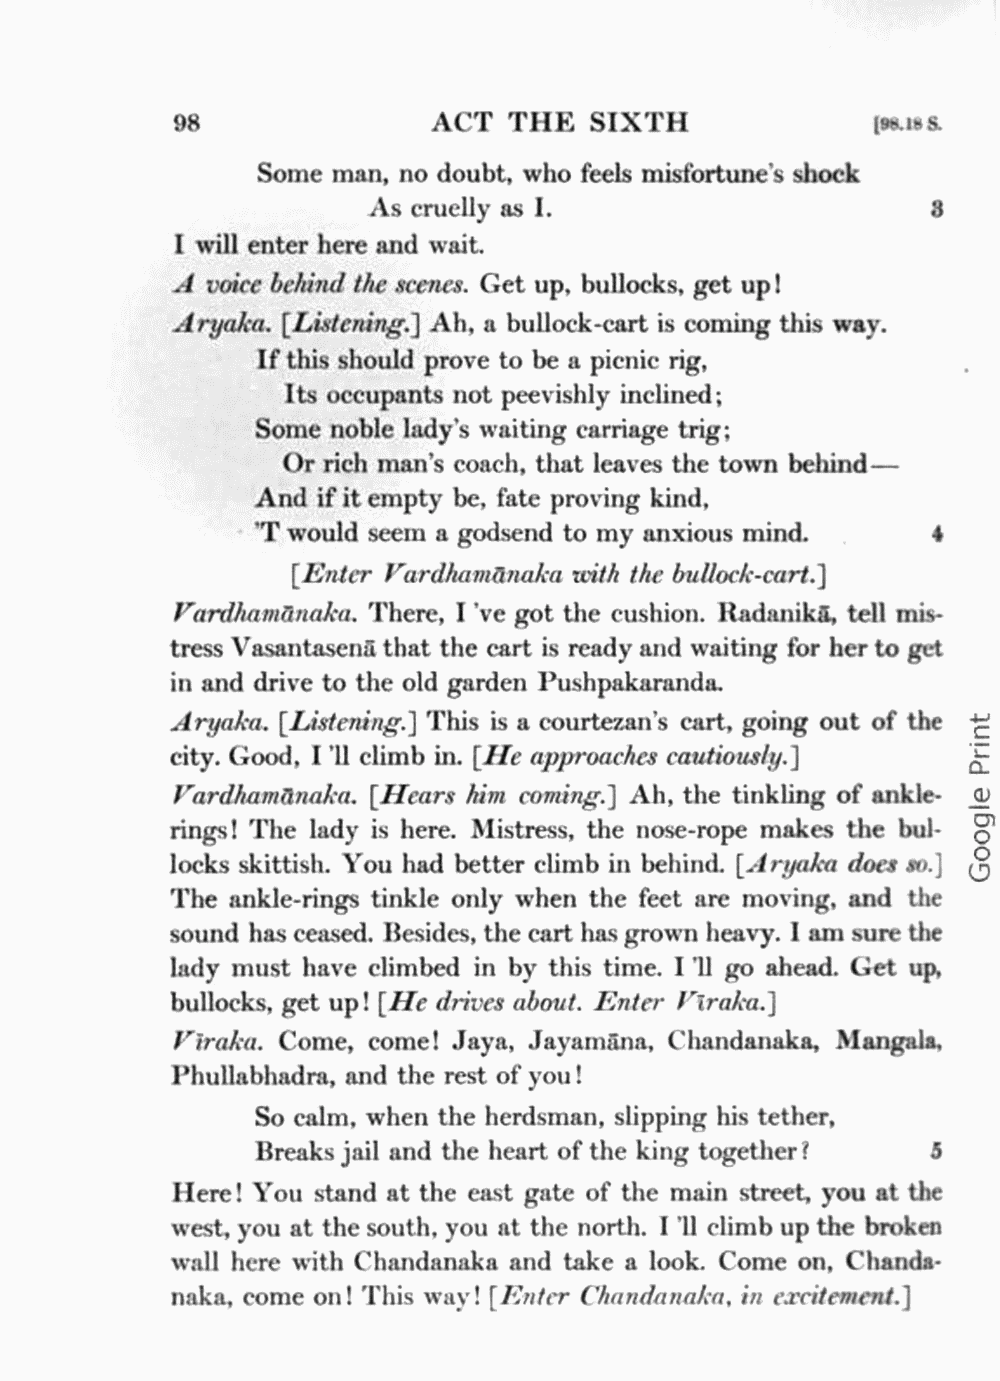 98 ACT THE SIXTH [98.18 S.
Some man, no doubt, who feels misfortune's shock
As cruelly as I. 3
I will enter here and wait.
A voice behind the scenes. Get up, bullocks, get up!
Aryaka. [Listening.] Ah, a bullock-cart is coming this way.
If this should prove to be a picnic rig,
Its occupants not peevishly inclined;
Some noble lady's waiting carriage trig;
Or rich man's coach, that leaves the town behind—
And if it empty be, fate proving kind,
'T would seem a godsend to my anxious mind. 4
[Enter Vardhamānaka with the bullock-cart.]
Vardhamānaka. There, I 've got the cushion. Radanikā, tell mis-
tress Vasantasenā that the cart is ready and waiting for her to get
in and drive to the old garden Pushpakaranda.
Aryaka. [Listening.] This is a courtezan's cart, going out of the
city. Good, I 'll climb in. [He approaches cautiously.]
Vardhamānaka. [Hears him coming.] Ah, the tinkling of ankle-
rings! The lady is here. Mistress, the nose-rope makes the bul-
locks skittish. You had better climb in behind. [Aryaka does so.]
The ankle-rings tinkle only when the feet are moving, and the
sound has ceased. Besides, the cart has grown heavy. I am sure the
lady must have climbed in by this time. I 'll go ahead. Get up,
bullocks, get up! [He drives about. Enter Vīraka.]
Vīraka. Come, come! Jaya, Jayamāna, Chandanaka, Mangala,
Phullabhadra, and the rest of you!
So calm, when the herdsman, slipping his tether,
Breaks jail and the heart of the king together? 5
Here! You stand at the east gate of the main street, you at the
west, you at the south, you at the north. I 'll climb up the broken
wall here with Chandanaka and take a look. Come on, Chanda-
naka, come on! This way! [Enter Chandanaka, in excitement.]
Google Print